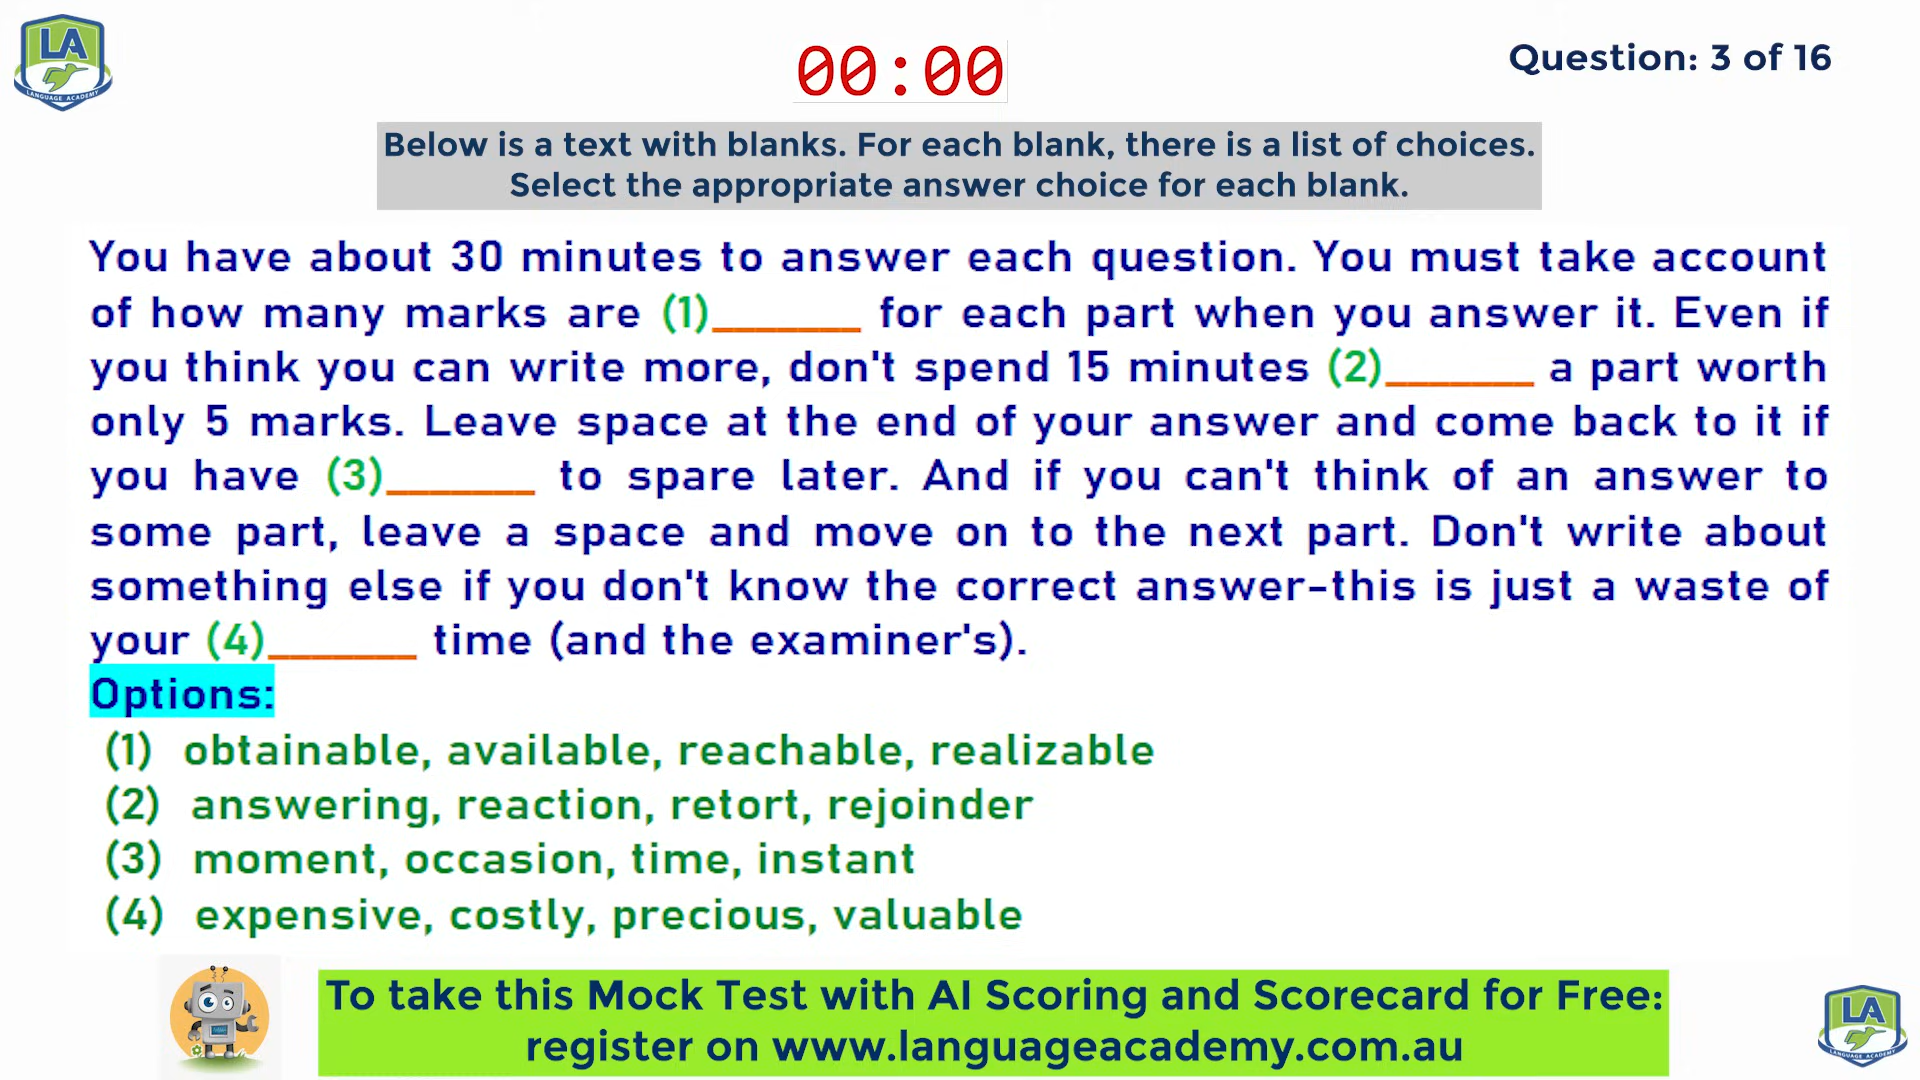 LA
LANGUAGE ACADEMY
00:00
Question: 3 of 16
Below is a text with blanks. For each blank, there is a list of choices.
Select the appropriate answer choice for each blank.
You have about 30 minutes to answer each question. You must take account
of how many marks are (1)_______ for each part when you answer it. Even if
you think you can write more, don't spend 15 minutes (2)_______ a part worth
only 5 marks. Leave space at the end of your answer and come back to it if
you have (3)_______ to spare later. And if you can't think of an answer to
some part, leave a space and move on to the next part. Don't write about
something else if you don't know the correct answer-this is just a waste of
your (4)_______ time (and the examiner's).
Options:
(1) obtainable, available, reachable, realizable
(2) answering, reaction, retort, rejoinder
(3) moment, occasion, time, instant
(4) expensive, costly, precious, valuable
To take this Mock Test with AI Scoring and Scorecard for Free:
register on www.languageacademy.com.au
LA
LANGUAGE ACADEMY